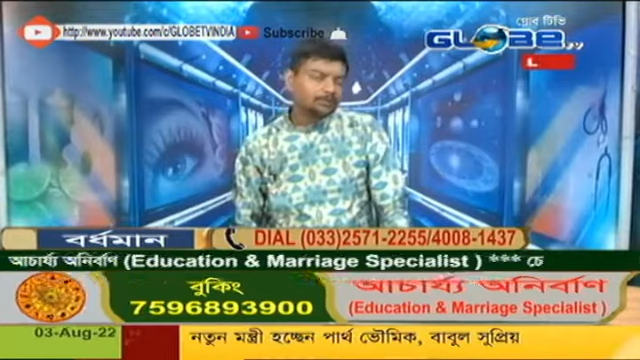 http://www.youtube.com/c/GLOBETVINDIA
Subscribe
গ্লোব টিভি
GLOBE TV
L
বর্ধমান
DIAL (033)2571-2255/4008-1437
আচার্য্য অনির্বাণ (Education & Marriage Specialist ) *** চে
বুকিং
7596893900
আচার্য্য অনির্বাণ
(Education & Marriage Specialist )
03-Aug-22
নতুন মন্ত্রী হচ্ছেন পার্থ ভৌমিক, বাবুল সুপ্রিয়